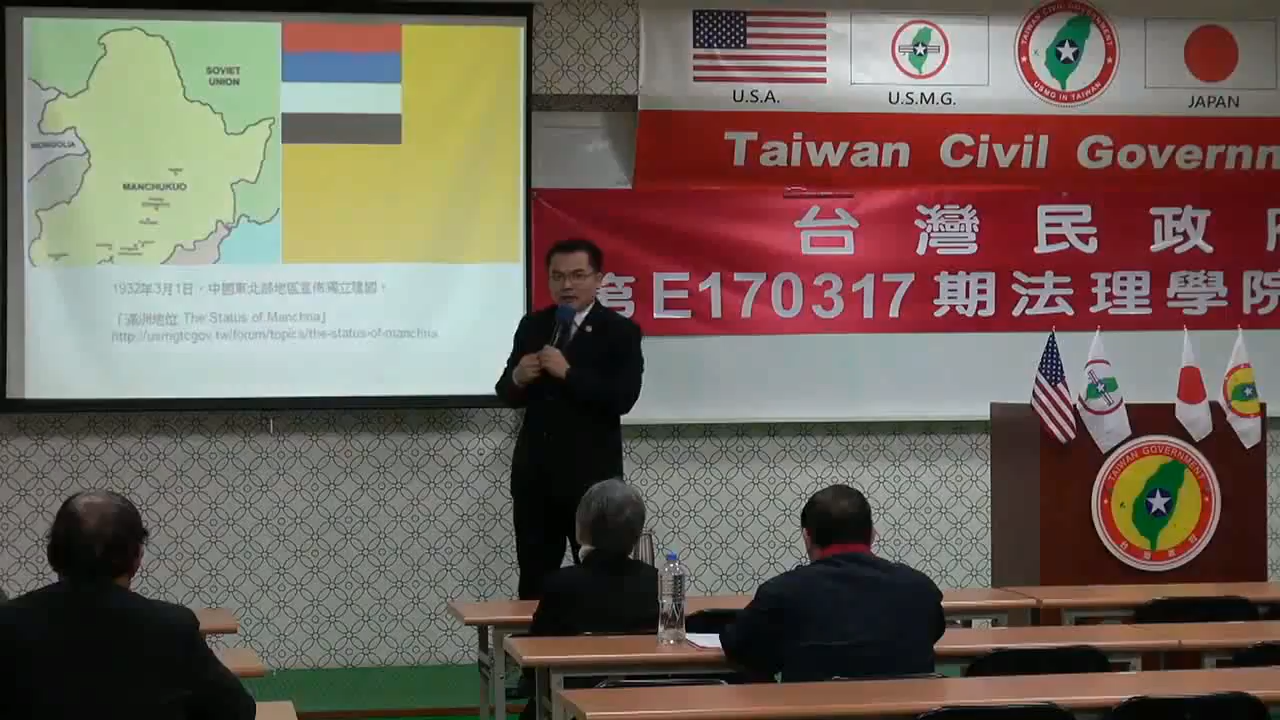 SOVIET
UNION
MONGOLIA
MANCHUKUO
1932年3月1日,中國東北部地區宣佈獨立建國。
「滿洲地位 The Status of Manchria」
http://usmgtcgov.tw/forum/topics/the-status-of-manchria
U.S.A.
U.S.M.G.
TAIWAN CIVIL GOVERNMENT
USMG IN TAIWAN
JAPAN
Taiwan Civil Governm
台灣民政
第E170317期法理學院
TAIWAN GOVERNMENT